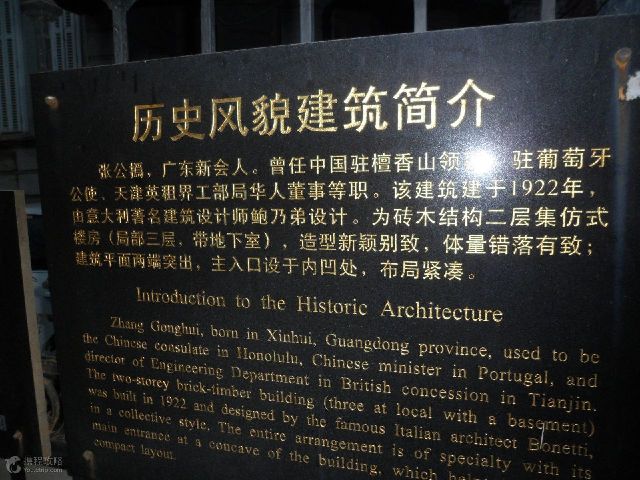 历史风貌建筑简介
张公撝，广东新会人。曾任中国驻檀香山领 驻葡萄牙
公使、天津英租界工部局华人董事等职。该建筑建于1922年，
由意大利著名建筑设计师鲍乃弟设计。为砖木结构二层集仿式
楼房（局部三层，带地下室），造型新颖别致，体量错落有致；
建筑平面两端突出，主入口设于内凹处，布局紧凑。
Introduction to the Historic Architecture
Zhang Gonghui, born in Xinhui, Guangdong province, used to be
the Chinese consulate in Honolulu, Chinese minister in Portugal, and
director of Engineering Department in British concession in Tianjin.
The two-storey brick-timber building (three at local with a basement)
was built in 1922 and designed by the famous Italian architect Bonetti,
in a collective style. The entire arrangement is of specialty with its
main entrance at a concave of the building, which
compact layout.
携程攻略